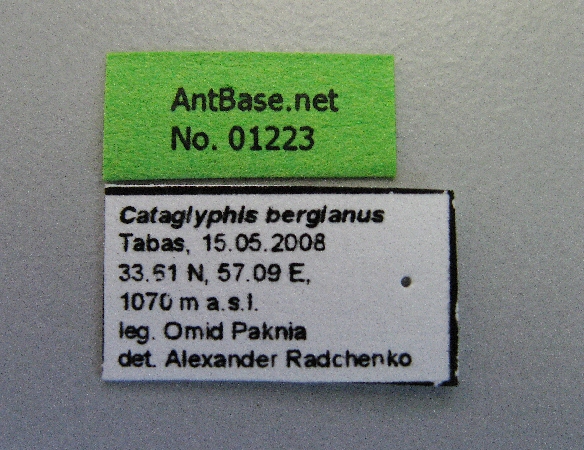 AntBase.net
No. 01223
Cataglyphis bergianus
Tabas, 15.05.2008
33.61 N, 57.09 E,
1070 m a.s.l.
leg. Omid Paknia
det. Alexander Radchenko